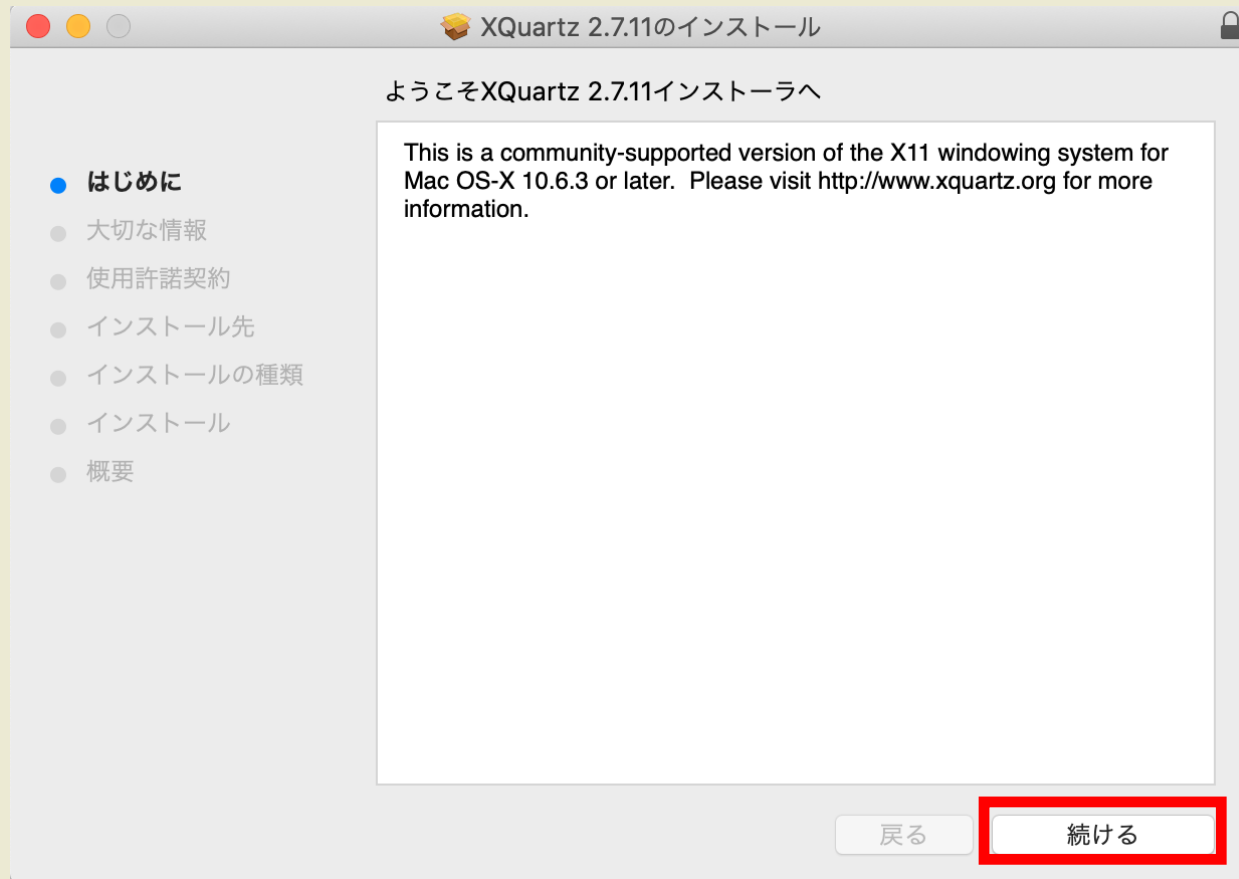 XQuartz 2.7.11のインストール
ようこそXQuartz 2.7.11インストーラへ
はじめに
大切な情報
使用許諾契約
インストール先
インストールの種類
インストール
概要
This is a community-supported version of the X11 windowing system for
Mac OS-X 10.6.3 or later.  Please visit http://www.xquartz.org for more
information.
戻る
続ける